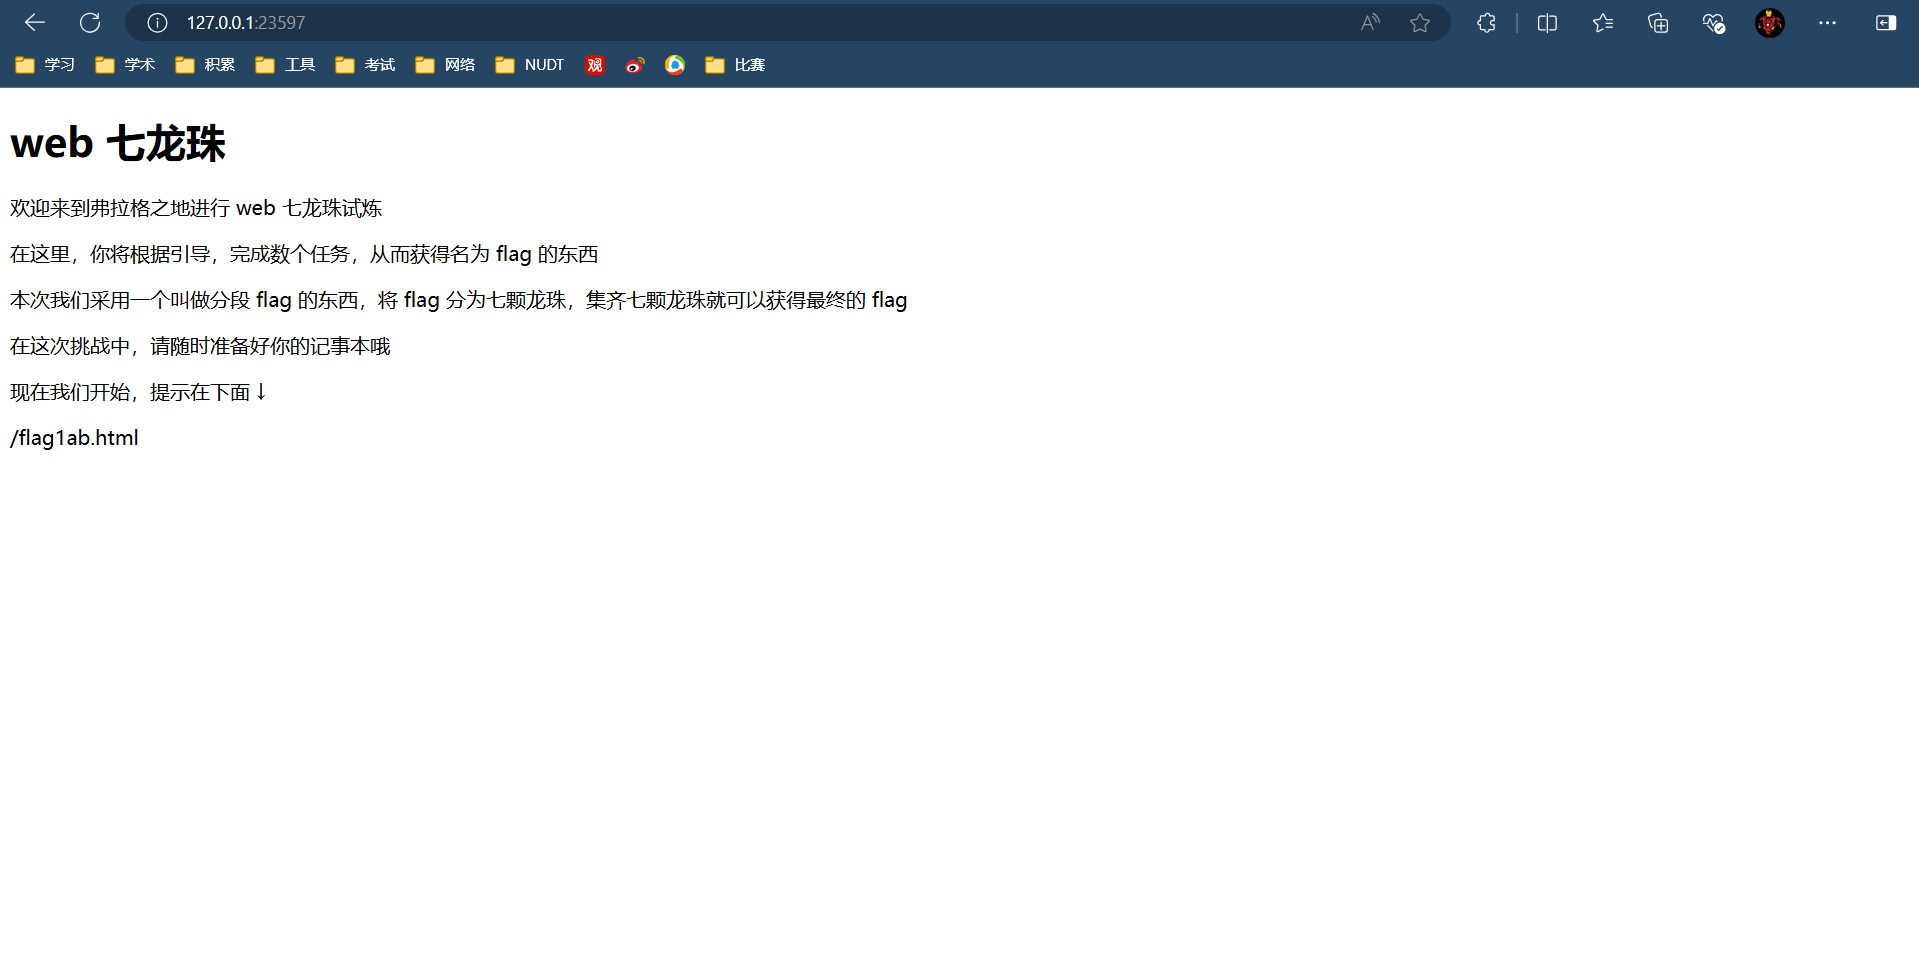 127.0.0.1:23597
学习 学术 积累 工具 考试 网络 NUDT 观 比赛
web 七龙珠
欢迎来到弗拉格之地进行 web 七龙珠试炼
在这里，你将根据引导，完成数个任务，从而获得名为 flag 的东西
本次我们采用一个叫做分段 flag 的东西，将 flag 分为七颗龙珠，集齐七颗龙珠就可以获得最终的 flag
在这次挑战中，请随时准备好你的记事本哦
现在我们开始，提示在下面↓
/flag1ab.html